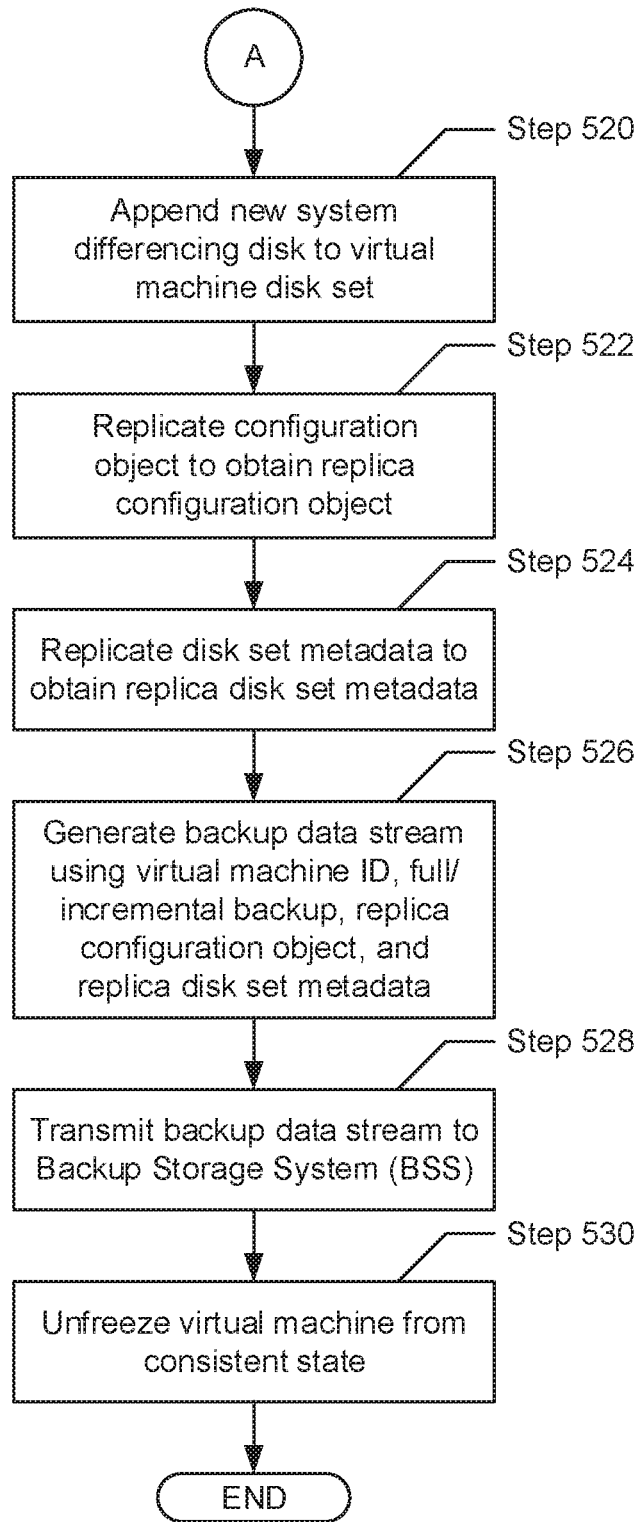 A
Step 520
Append new system
differencing disk to virtual
machine disk set
Step 522
Replicate configuration
object to obtain replica
configuration object
Step 524
Replicate disk set metadata to
obtain replica disk set metadata
Step 526
Generate backup data stream
using virtual machine ID, full/
incremental backup, replica
configuration object, and
replica disk set metadata
Step 528
Transmit backup data stream to
Backup Storage System (BSS)
Step 530
Unfreeze virtual machine from
consistent state
END